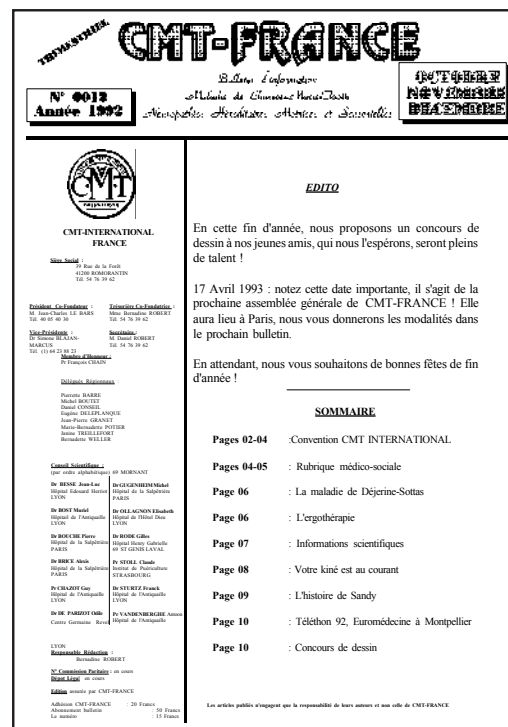 TRIMESTRIEL
CMT-FRANCE
Bulletin d'information
Maladie de Charcot-Marie-Tooth
Neuropathies Héréditaires Motrices et Sensorielles
N° 0012
Année 1992
OCTOBRE
NOVEMBRE
DECEMBRE
CMT
CMT-INTERNATIONAL
FRANCE
Siège Social :
39 Rue de la Forêt
41200 ROMORANTIN
Tél. 54 76 39 62
Président Co-Fondateur :
M. Jean-Charles LE BARS
Tél. 40 05 40 30
Trésorière Co-Fondatrice :
Mme Bernadine ROBERT
Tél. 54 76 39 62
Vice-Présidente :
Dr Simone BLAJAN-
MARCUS
Tél. (1) 64 23 88 23
Secrétaire :
M. Daniel ROBERT
Tél. 54 76 39 62
Membre d'Honneur :
Pr François CHAIN
Délégués Régionaux
Pierrette BARRE
Michel BOUTET
Daniel CONSEIL
Eugène DELEPLANQUE
Jean-Pierre GRANET
Marie-Bernadette POTIER
Janine TREILLEFORT
Bernadette WELLER
Conseil Scientifique :
(par ordre alphabétique) 69 MORNANT
Dr BESSE Jean-Luc
Hôpital Edouard Herriot
LYON
Dr GUGENHEIM Michel
Hôpital de la Salpêtrière
PARIS
Dr BOST Muriel
Hôpital de l'Antiquaille
LYON
Dr OLLAGNON Elisabeth
Hôpital de l'Hôtel Dieu
LYON
Dr BOUCHE Pierre
Hôpital de la Salpêtrière
PARIS
Dr RODE Gilles
Hôpital Henry Gabrielle
69 ST GENIS LAVAL
Dr BRICE Alexis
Hôpital de la Salpêtrière
PARIS
Pr STOLL Claude
Institut de Puériculture
STRASBOURG
Pr CHAZOT Guy
Hôpital de l'Antiquaille
LYON
Dr STURTZ Franck
Hôpital de l'Antiquaille
LYON
Dr DE PARIZOT Odile
Centre Germaine Revel
Pr VANDENBERGHE Antoon
Hôpital de l'Antiquaille
LYON
Responsable Rédaction :
Bernadine ROBERT
N° Commission Paritaire : en cours
Dépot Légal en cours
Edition assurée par CMT-FRANCE
Adhésion CMT-FRANCE : 20 Francs
Abonnement bulletin : 50 Francs
Le numéro : 15 Francs
EDITO
En cette fin d'année, nous proposons un concours de
dessin à nos jeunes amis, qui nous l'espérons, seront pleins
de talent !
17 Avril 1993 : notez cette date importante, il s'agit de la
prochaine assemblée générale de CMT-FRANCE ! Elle
aura lieu à Paris, nous vous donnerons les modalités dans
le prochain bulletin.
En attendant, nous vous souhaitons de bonnes fêtes de fin
d'année !
SOMMAIRE
Pages 02-04 :Convention CMT INTERNATIONAL
Pages 04-05 : Rubrique médico-sociale
Page 06 : La maladie de Déjerine-Sottas
Page 06 : L'ergothérapie
Page 07 : Informations scientifiques
Page 08 : Votre kiné est au courant
Page 09 : L'histoire de Sandy
Page 10 : Téléthon 92, Euromédecine à Montpellier
Page 10 : Concours de dessin
Les articles publiés n'engagent que la responsabilité de leurs auteurs et non celle de CMT-FRANCE